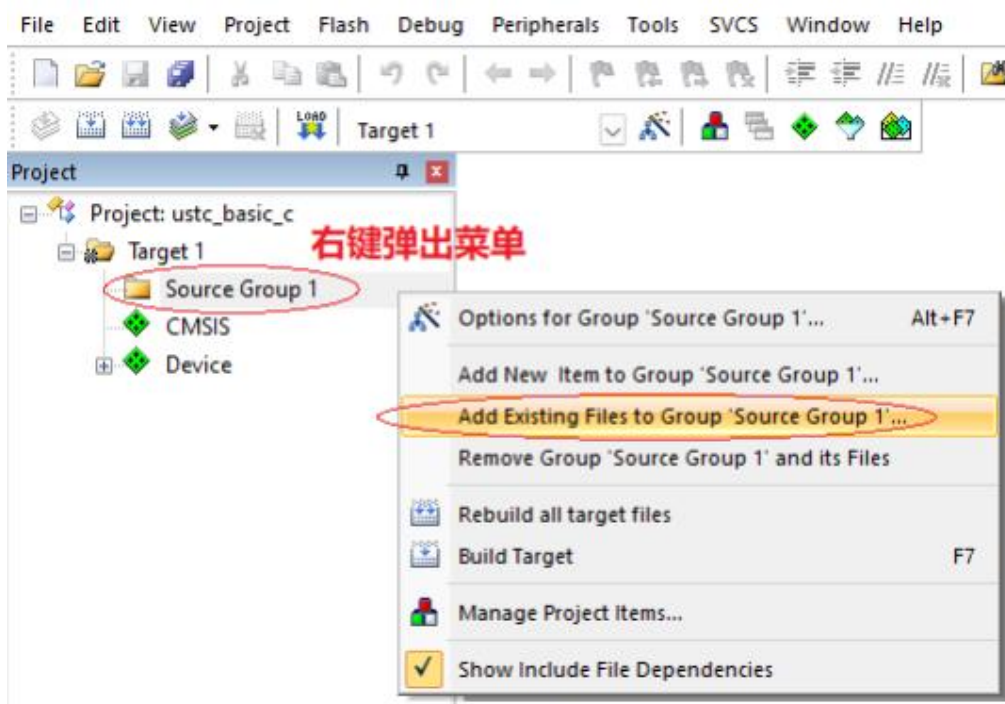 File Edit View Project Flash Debug Peripherals Tools SVCS Window Help
LOAD Target 1
Project
Project: ustc_basic_c
Target 1
右键弹出菜单
Source Group 1
CMSIS
Device
Options for Group 'Source Group 1'... Alt+F7
Add New Item to Group 'Source Group 1'...
Add Existing Files to Group 'Source Group 1'...
Remove Group 'Source Group 1' and its Files
Rebuild all target files
Build Target F7
Manage Project Items...
Show Include File Dependencies